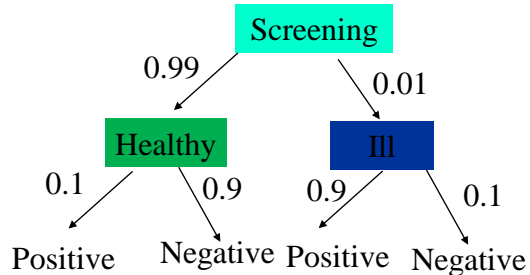 Screening
0.99
0.01
Healthy
Ill
0.1
0.9
0.9
0.1
Positive
Negative
Positive
Negative